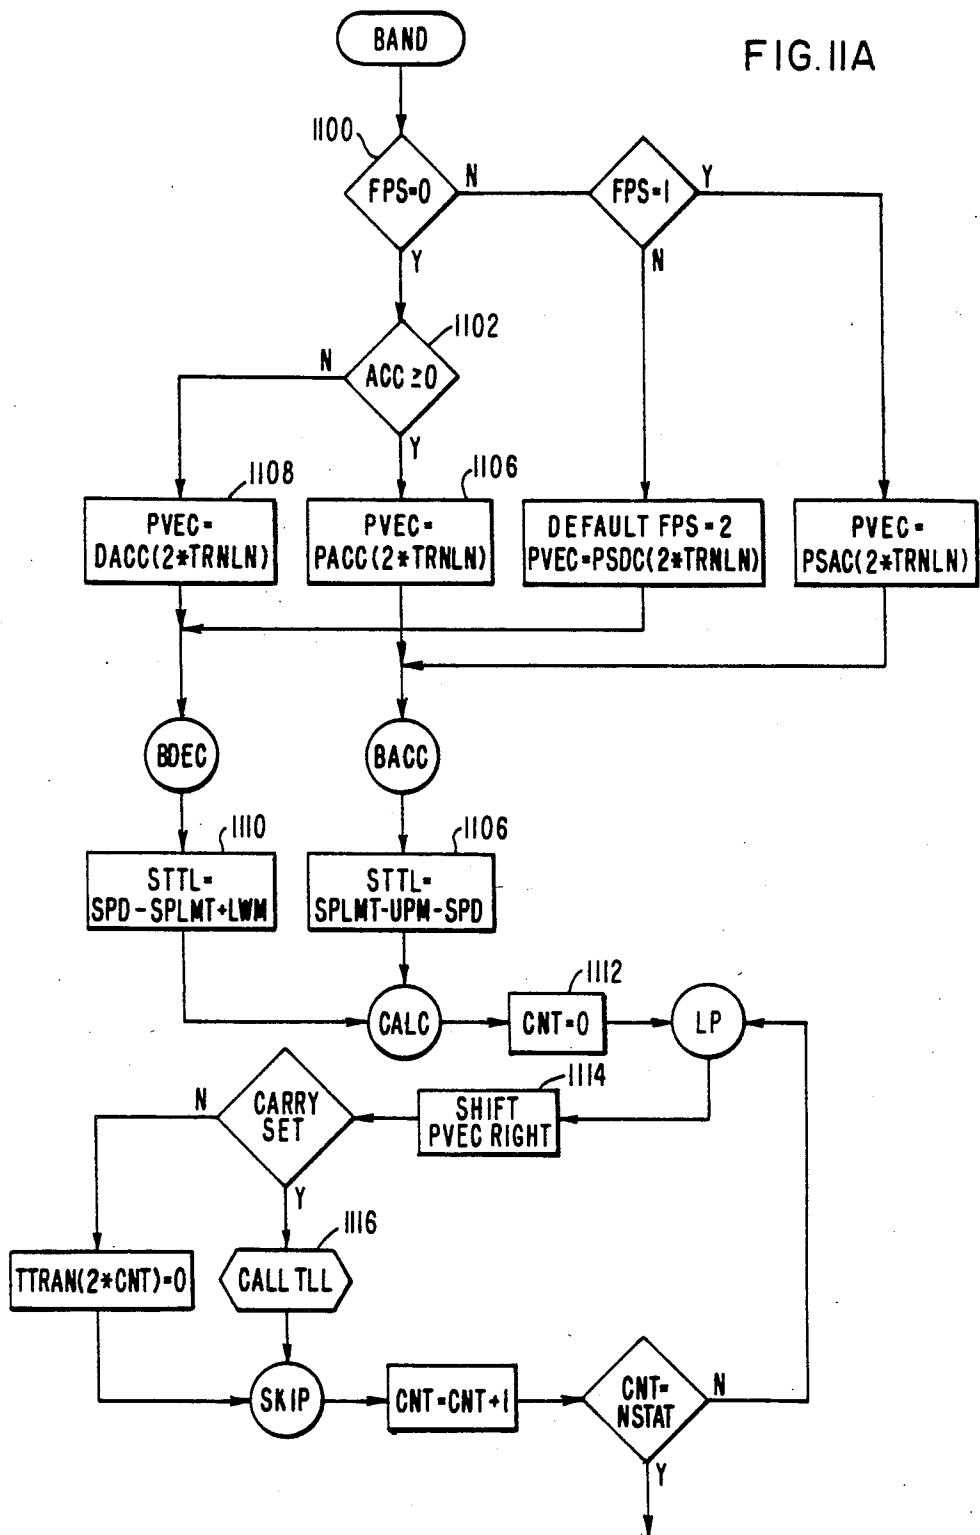 BAND
FIG.11A
1100
FPS=0
N
FPS=1
Y
Y
N
1102
N
ACC ≥ 0
Y
1108
1106
PVEC=
DACC(2*TRNLN)
PVEC=
PACC(2*TRNLN)
DEFAULT FPS=2
PVEC=PSDC(2*TRNLN)
PVEC=
PSAC(2*TRNLN)
BDEC
BACC
1110
1106
STTL=
SPD-SPLMT+LWM
STTL=
SPLMT-UPM-SPD
1112
CALC
CNT=0
LP
1114
N
CARRY
SET
SHIFT
PVEC RIGHT
Y
1116
TTRAN(2*CNT)=0
CALL TLL
SKIP
CNT=CNT+1
CNT=
NSTAT
N
Y